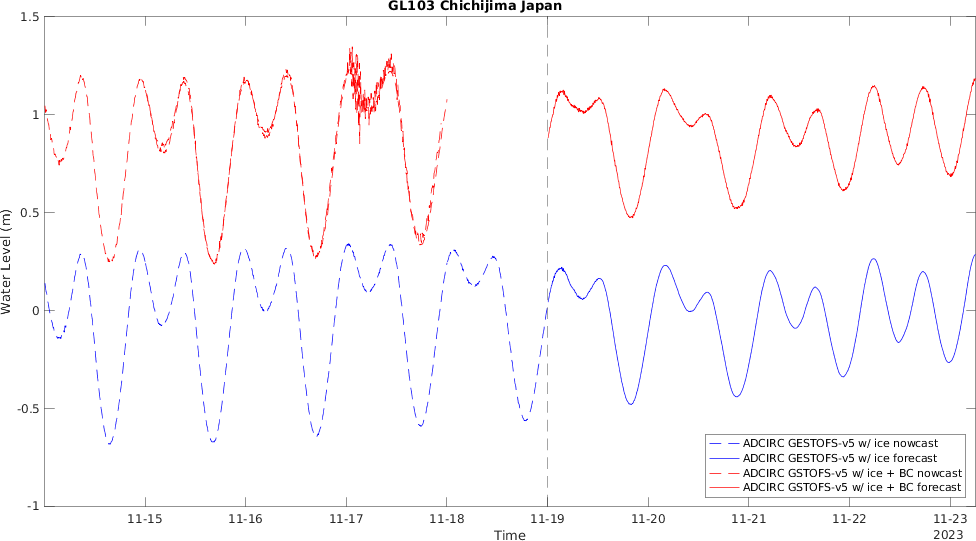 GL103 Chichijima Japan
Water Level (m)
1.5
1
0.5
0
-0.5
-1
ADCIRC GESTOFS-v5 w/ ice nowcast
ADCIRC GESTOFS-v5 w/ ice forecast
ADCIRC GSTOFS-v5 w/ ice + BC nowcast
ADCIRC GSTOFS-v5 w/ ice + BC forecast
11-15 11-16 11-17 11-18 11-19 11-20 11-21 11-22 11-23
Time 2023